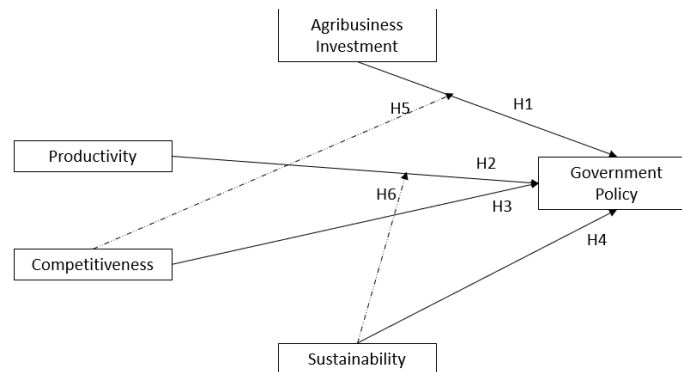 Agribusiness
Investment
H5
H1
Productivity
H2
Government
Policy
H6
H3
H4
Competitiveness
Sustainability